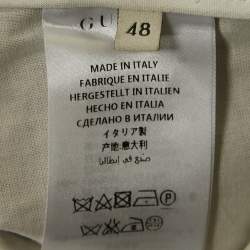 GU
48
MADE IN ITALY
FABRIQUE EN ITALIE
HERGESTELLT IN ITALIEN
HECHO EN ITALIA
СДЕЛАНО В ИТАЛИИ
イタリア製
产地:意大利
صنع في إيطاليا